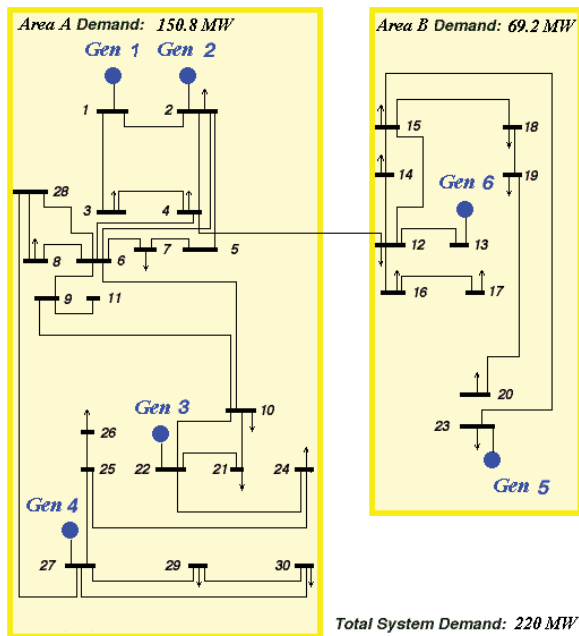 Area A Demand: 150.8 MW
Gen 1 Gen 2
1 2
3 4
28
8 6 7 5
9 11
10
Gen 3
26
25 22 21 24
Gen 4
27 29 30
Area B Demand: 69.2 MW
15 18
14 19
Gen 6
12 13
16 17
20
23
Gen 5
Total System Demand: 220 MW